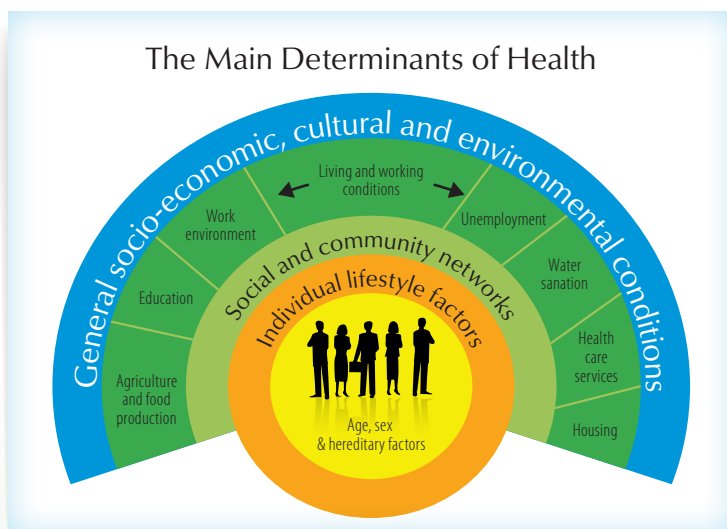 The Main Determinants of Health
General socio-economic, cultural and environmental conditions
Living and working
conditions
Work
environment
Unemployment
Education
Water
sanation
Agriculture
and food
production
Health
care
services
Housing
Social and community networks
Individual lifestyle factors
Age, sex
& hereditary factors